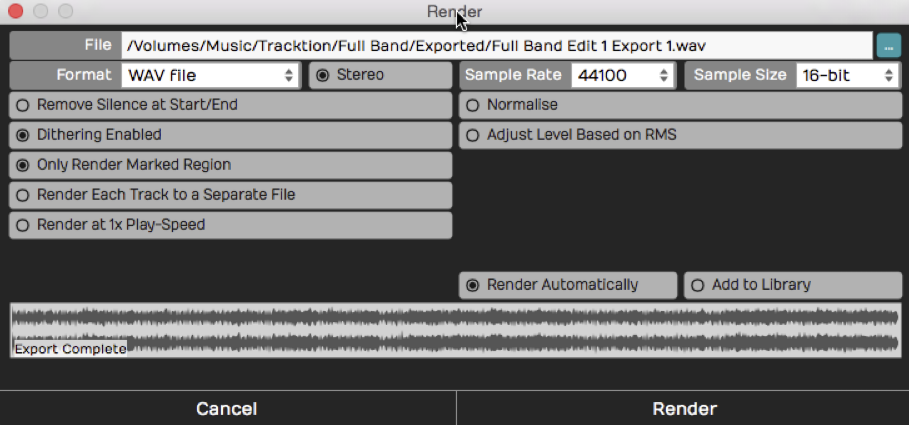 Render
File /Volumes/Music/Tracktion/Full Band/Exported/Full Band Edit 1 Export 1.wav ...
Format WAV file Stereo Sample Rate 44100 Sample Size 16-bit
Remove Silence at Start/End Normalise
Dithering Enabled Adjust Level Based on RMS
Only Render Marked Region
Render Each Track to a Separate File
Render at 1x Play-Speed
Render Automatically Add to Library
Export Complete
Cancel Render